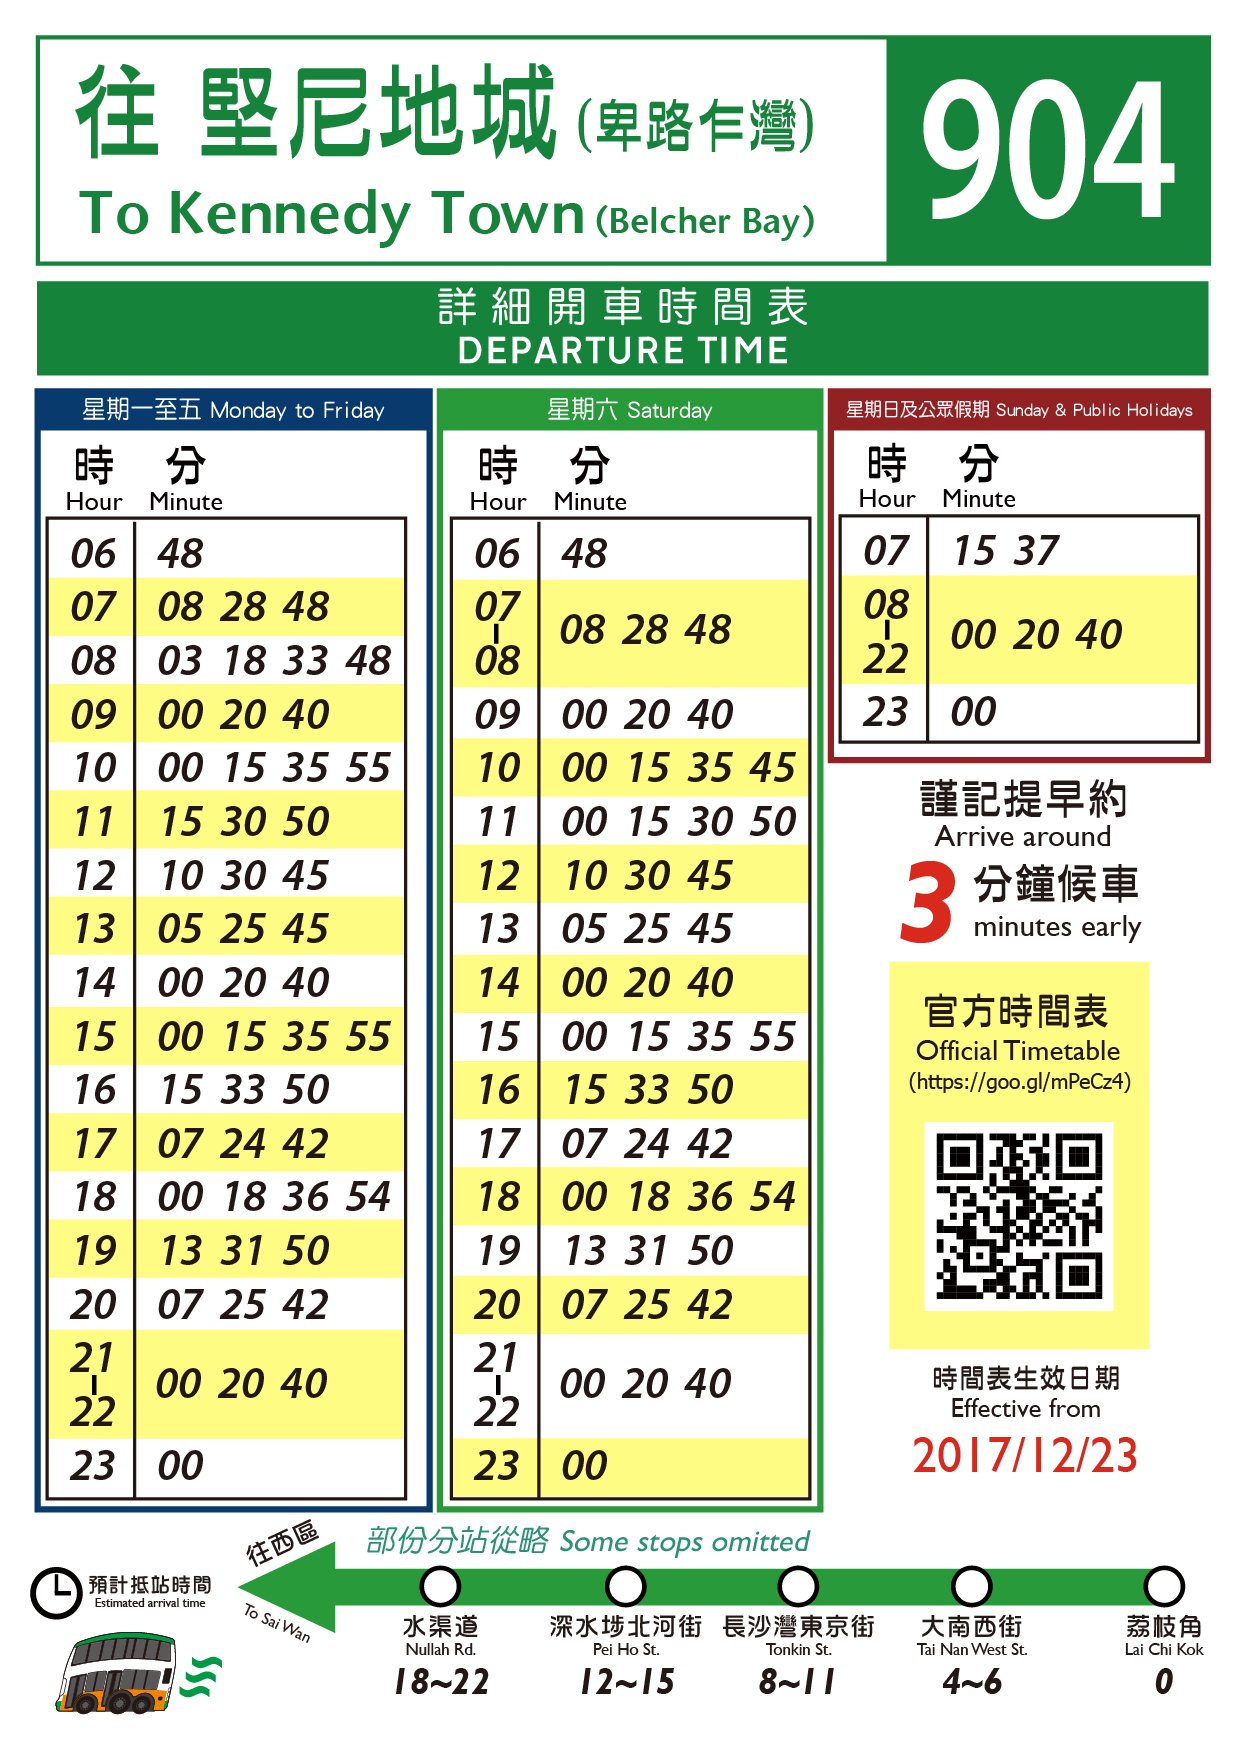 往 堅尼地城 (卑路乍灣)
To Kennedy Town (Belcher Bay)
904
詳細開車時間表
DEPARTURE TIME
星期一至五 Monday to Friday
時 分
Hour Minute
06 48
07 08 28 48
08 03 18 33 48
09 00 20 40
10 00 15 35 55
11 15 30 50
12 10 30 45
13 05 25 45
14 00 20 40
15 00 15 35 55
16 15 33 50
17 07 24 42
18 00 18 36 54
19 13 31 50
20 07 25 42
21
|
22
00 20 40
23 00
星期六 Saturday
時 分
Hour Minute
06 48
07
|
08
08 28 48
09 00 20 40
10 00 15 35 45
11 00 15 30 50
12 10 30 45
13 05 25 45
14 00 20 40
15 00 15 35 55
16 15 33 50
17 07 24 42
18 00 18 36 54
19 13 31 50
20 07 25 42
21
|
22
00 20 40
23 00
星期日及公眾假期 Sunday & Public Holidays
時 分
Hour Minute
07 15 37
08
|
22
00 20 40
23 00
謹記提早約
Arrive around
3 分鐘候車
minutes early
官方時間表
Official Timetable
(https://goo.gl/mPeCz4)
時間表生效日期
Effective from
2017/12/23
部份分站從略 Some stops omitted
往西區
To Sai Wan
預計抵站時間
Estimated arrival time
水渠道
Nullah Rd.
18~22
深水埗北河街
Pei Ho St.
12~15
長沙灣東京街
Tonkin St.
8~11
大南西街
Tai Nan West St.
4~6
荔枝角
Lai Chi Kok
0